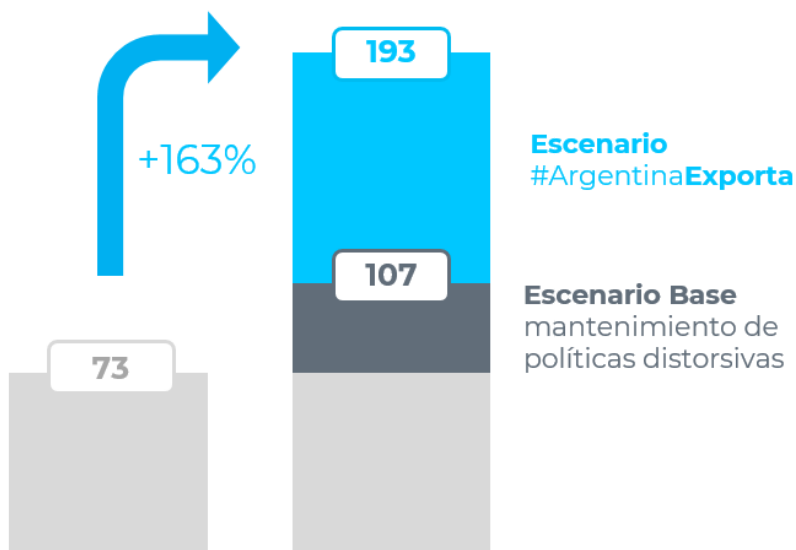 193
+163%
Escenario
#ArgentinaExporta
107
Escenario Base
mantenimiento de
políticas distorsivas
73